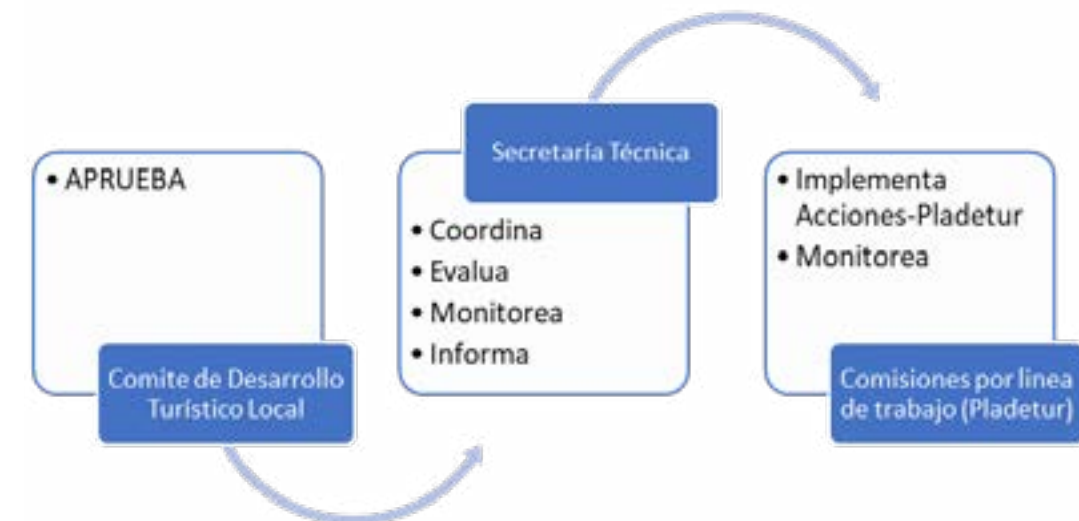 • APRUEBA
Comite de Desarrollo
Turístico Local
Secretaría Técnica
• Coordina
• Evalua
• Monitorea
• Informa
• Implementa
Acciones-Pladetur
• Monitorea
Comisiones por linea
de trabajo (Pladetur)